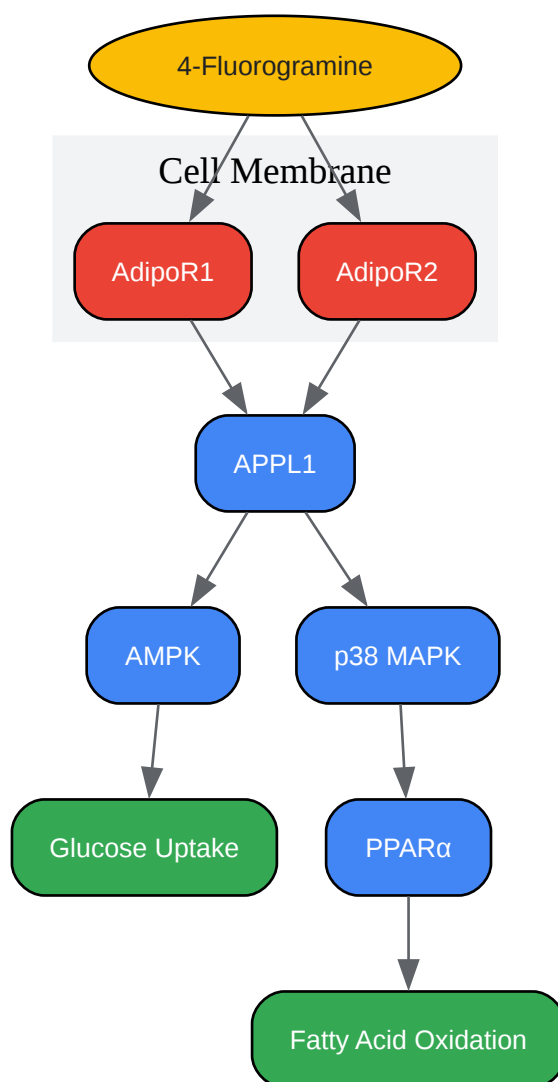 4-Fluorogramine
Cell Membrane
AdipoR1
AdipoR2
APPL1
AMPK
p38 MAPK
Glucose Uptake
PPARα
Fatty Acid Oxidation